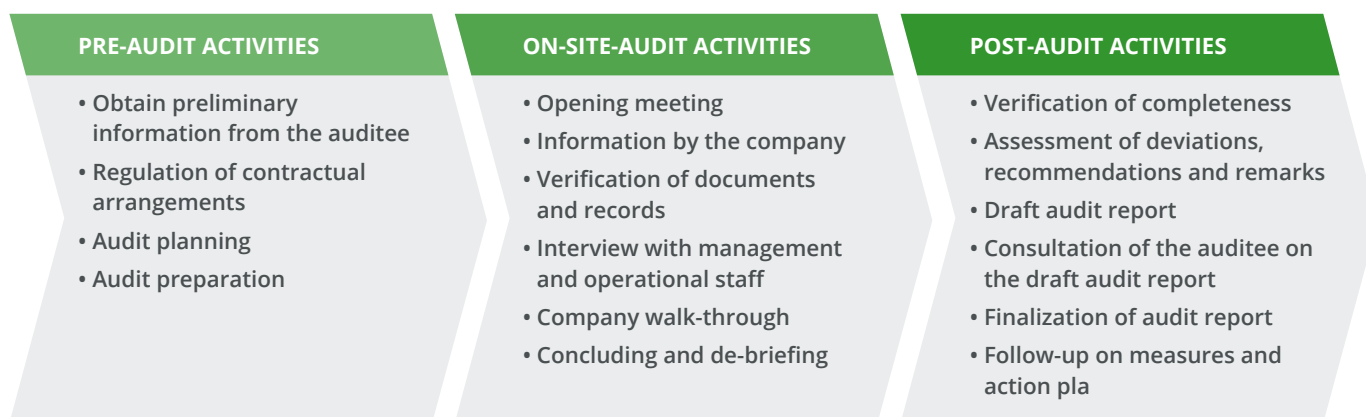 PRE-AUDIT ACTIVITIES
• Obtain preliminary
information from the auditee
• Regulation of contractual
arrangements
• Audit planning
• Audit preparation
ON-SITE-AUDIT ACTIVITIES
• Opening meeting
• Information by the company
• Verification of documents
and records
• Interview with management
and operational staff
• Company walk-through
• Concluding and de-briefing
POST-AUDIT ACTIVITIES
• Verification of completeness
• Assessment of deviations,
recommendations and remarks
• Draft audit report
• Consultation of the auditee on
the draft audit report
• Finalization of audit report
• Follow-up on measures and
action pla